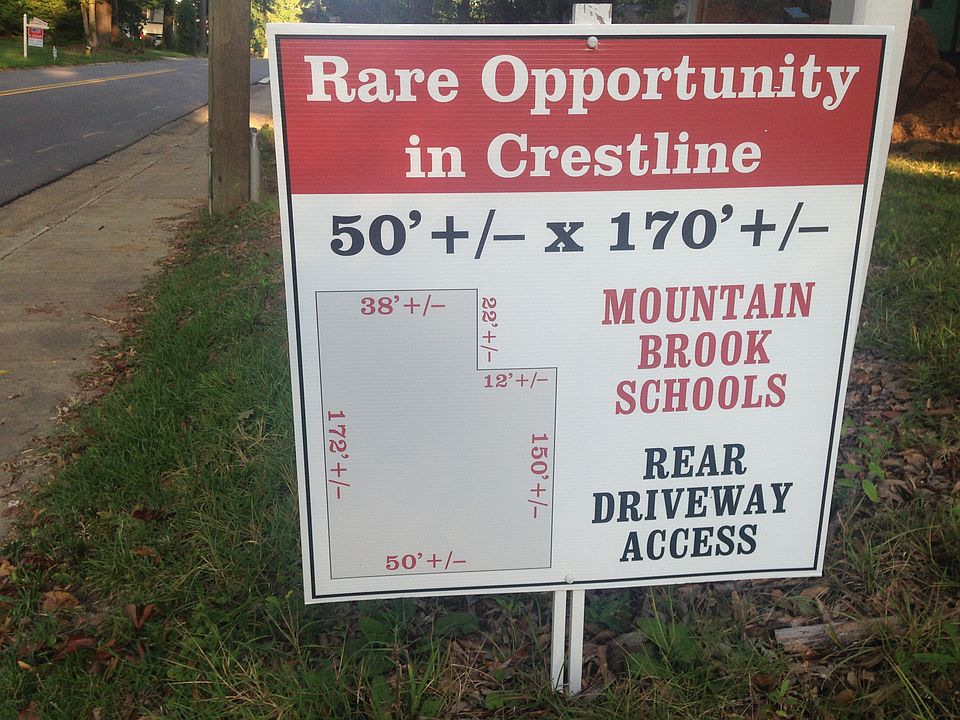 Rare Opportunity
in Crestline
50'+/– x 170'+/–
38'+/–
22'+/–
12'+/–
172'+/–
150'+/–
50'+/–
MOUNTAIN
BROOK
SCHOOLS
REAR
DRIVEWAY
ACCESS